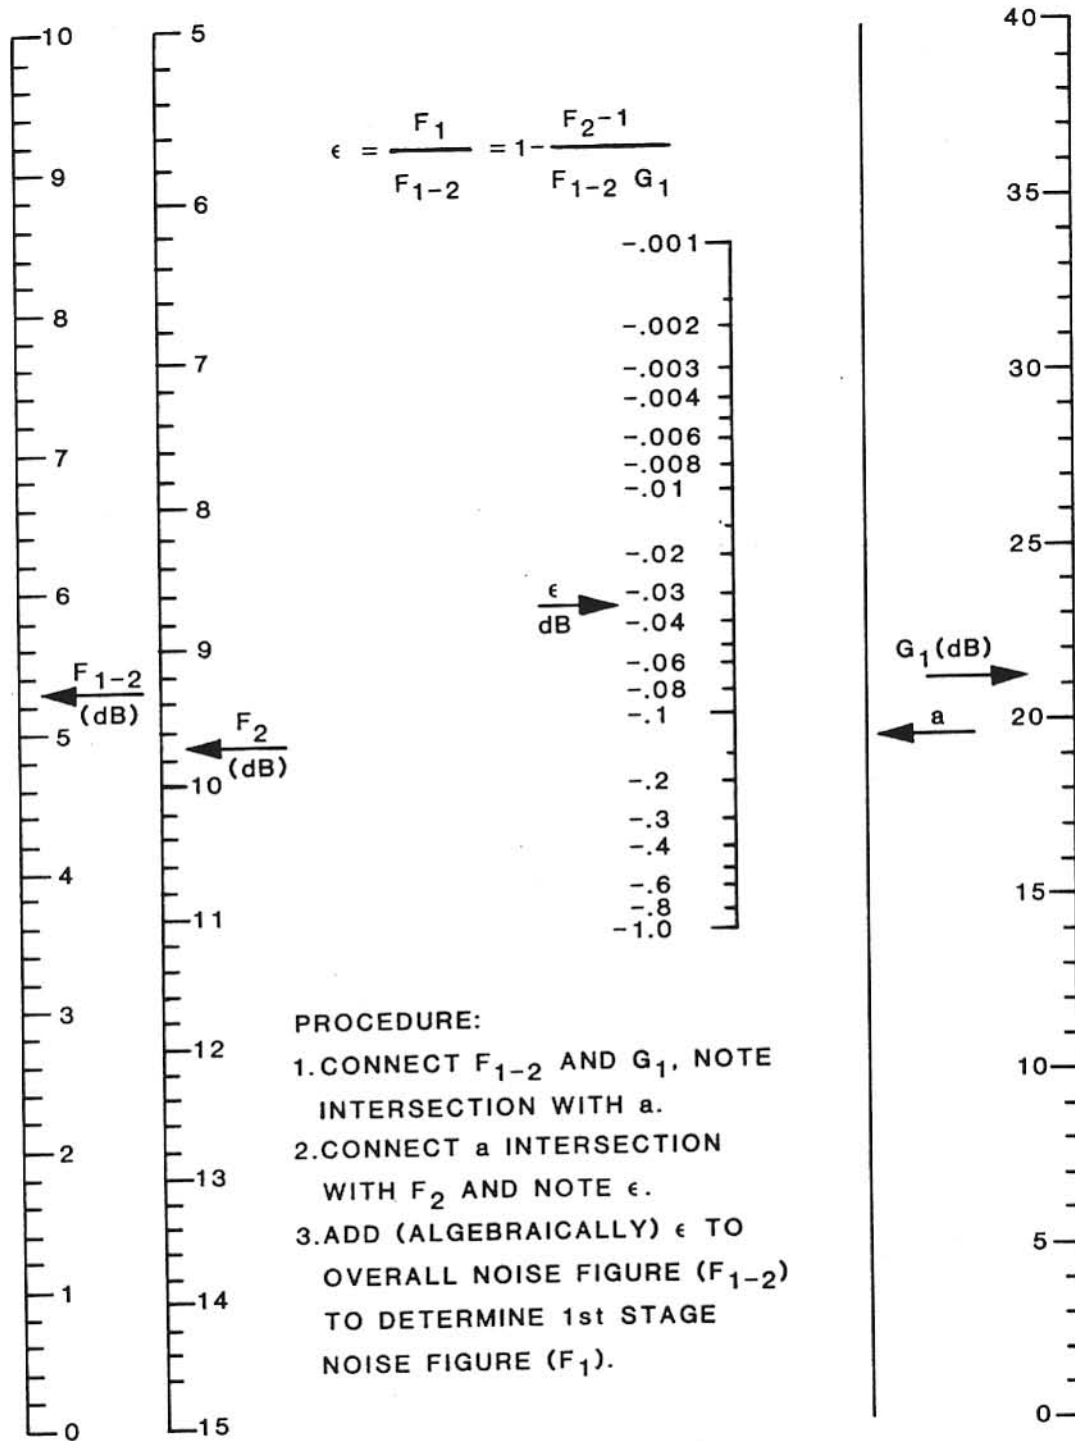 10
9
8
7
6
5
4
3
2
1
0
F1-2
(dB)
5
6
7
8
9
10
11
12
13
14
15
F2
(dB)
ϵ = F1 / F1-2 = 1- F2-1 / F1-2 G1
-.001
-.002
-.003
-.004
-.006
-.008
-.01
-.02
-.03
-.04
-.06
-.08
-.1
-.2
-.3
-.4
-.6
-.8
-1.0
ϵ
dB
a
G1(dB)
40
35
30
25
20
15
10
5
0
PROCEDURE:
1.CONNECT F1-2 AND G1, NOTE
INTERSECTION WITH a.
2.CONNECT a INTERSECTION
WITH F2 AND NOTE ϵ.
3.ADD (ALGEBRAICALLY) ϵ TO
OVERALL NOISE FIGURE (F1-2)
TO DETERMINE 1st STAGE
NOISE FIGURE (F1).